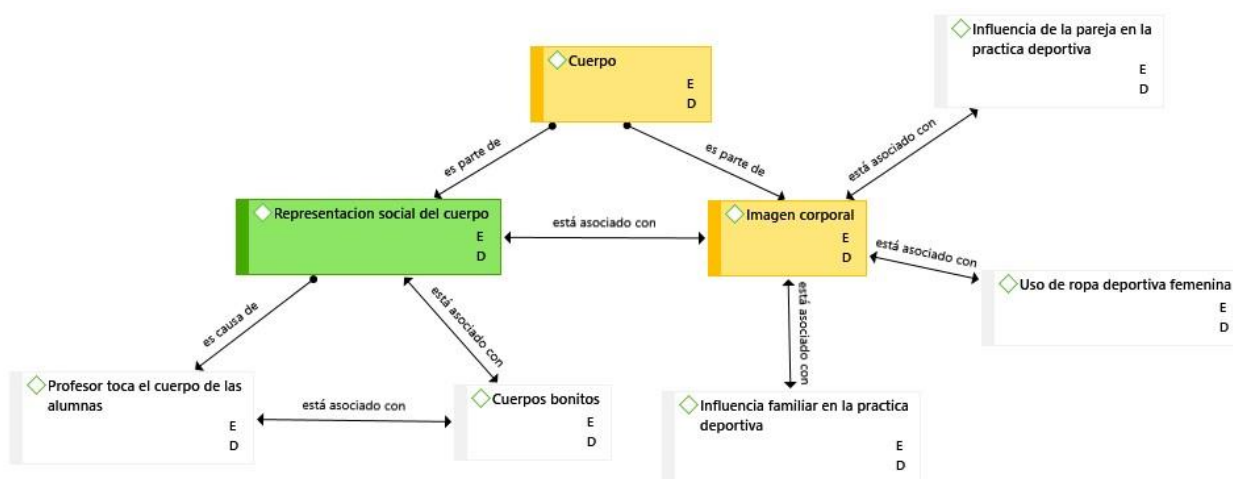 Influencia de la pareja en la
practica deportiva
E
D
Cuerpo
E
D
es parte de
es parte de
está asociado con
Representacion social del cuerpo
E
D
está asociado con
Imagen corporal
E
D
está asociado con
Uso de ropa deportiva femenina
E
D
es causa de
está asociado con
está asociado con
Profesor toca el cuerpo de las
alumnas
E
D
está asociado con
Cuerpos bonitos
E
D
Influencia familiar en la practica
deportiva
E
D